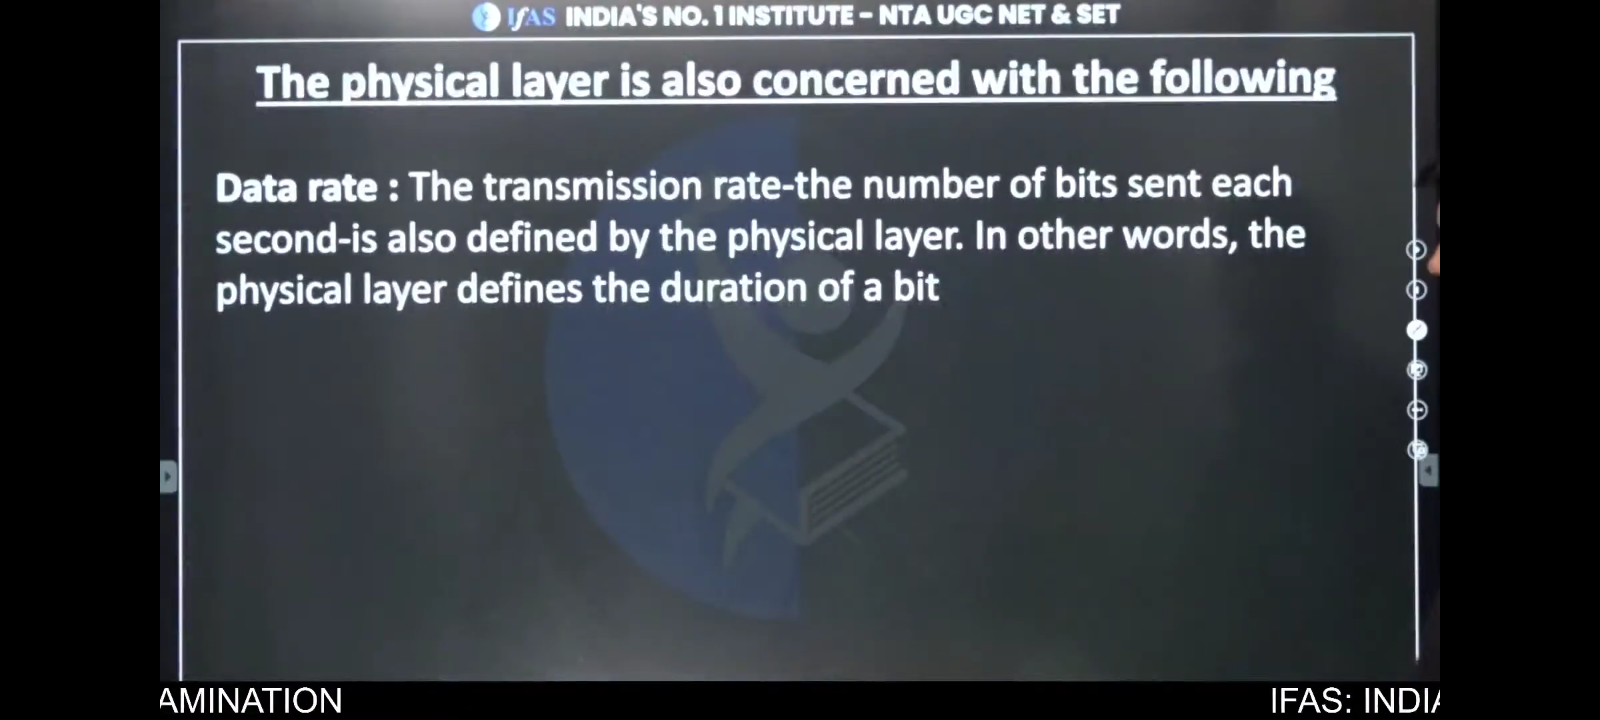 IfAS INDIA'S NO. 1 INSTITUTE – NTA UGC NET & SET
The physical layer is also concerned with the following
Data rate : The transmission rate-the number of bits sent each
second-is also defined by the physical layer. In other words, the
physical layer defines the duration of a bit
AMINATION
IFAS: INDIA